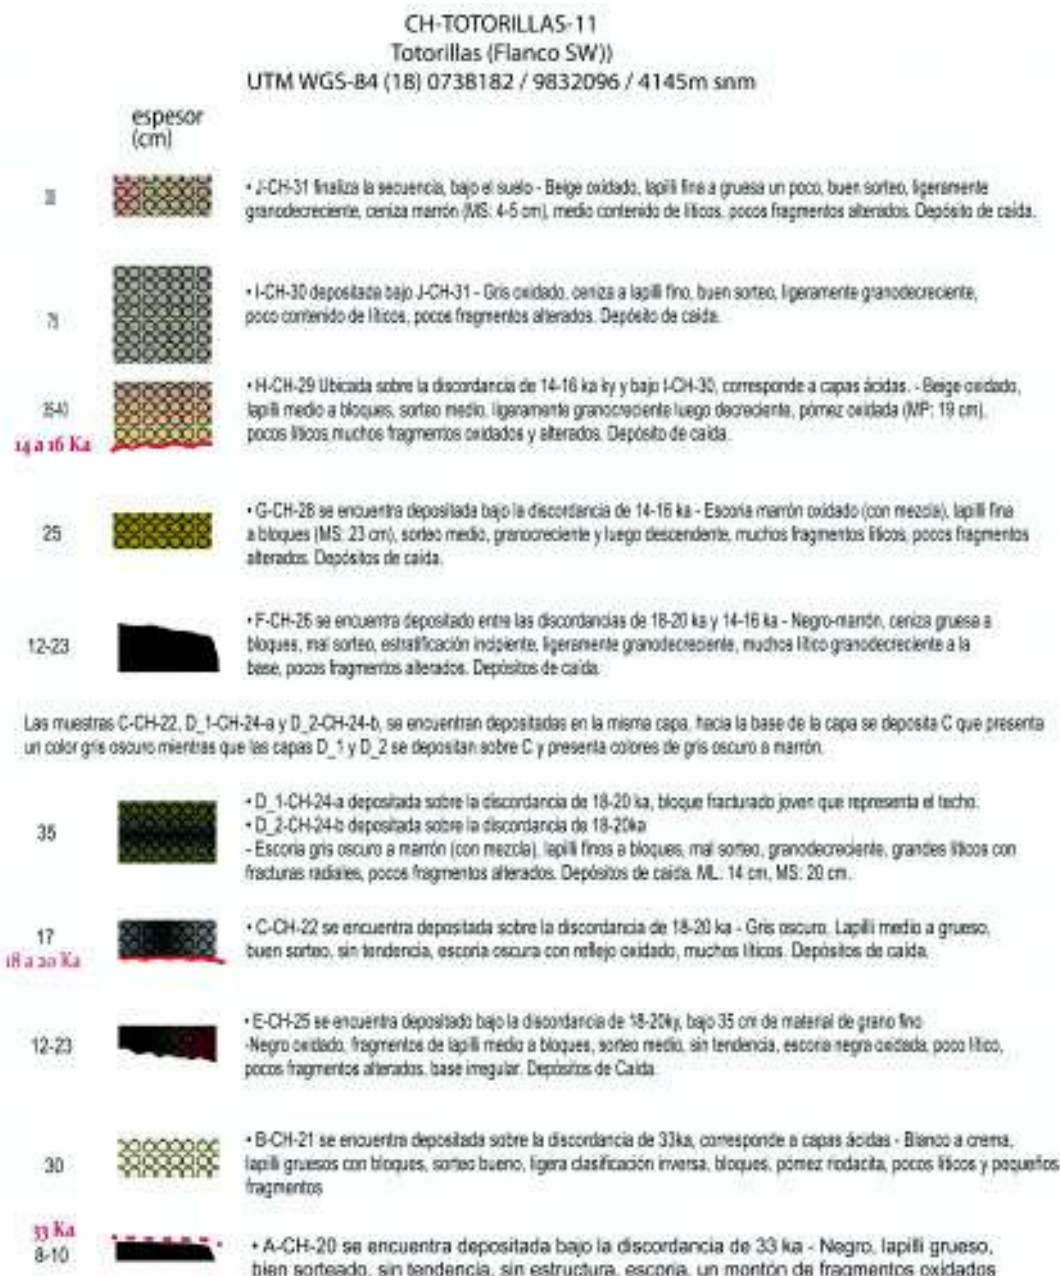 CH-TOTORILLAS-11
Totorillas (Flanco SW))
UTM WGS-84 (18) 0738182 / 9832096 / 4145m snm
espesor
(cm)
• J-CH-31 finaliza la secuencia, bajo el suelo - Beige oxidado, lapilli fina a gruesa un poco, buen sorteo, ligeramente
granodecreciente, ceniza marrón (MS: 4-5 cm), medio contenido de líticos, pocos fragmentos alterados. Depósito de caída.
75
• I-CH-30 depositada bajo J-CH-31 - Gris oxidado, ceniza a lapilli fino, buen sorteo, ligeramente granodecreciente,
poco contenido de líticos, pocos fragmentos alterados. Depósito de caída.
35-40
14 a 16 Ka
• H-CH-29 Ubicada sobre la discordancia de 14-16 ka ky y bajo I-CH-30, corresponde a capas ácidas. - Beige oxidado,
lapilli medio a bloques, sorteo medio, ligeramente granocreciente luego decreciente, pómez oxidada (MP: 19 cm),
pocos líticos,muchos fragmentos oxidados y alterados. Depósito de caída.
25
• G-CH-28 se encuentra depositada bajo la discordancia de 14-16 ka - Escoria marrón oxidado (con mezcla), lapilli fina
a bloques (MS: 23 cm), sorteo medio, granocreciente y luego descendente, muchos fragmentos líticos, pocos fragmentos
alterados. Depósitos de caída.
12-23
• F-CH-26 se encuentra depositado entre las discordancias de 18-20 ka y 14-16 ka - Negro-marrón, ceniza gruesa a
bloques, mal sorteo, estratificación incipiente, ligeramente granodecreciente, muchos lítico granodecreciente a la
base, pocos fragmentos alterados. Depósitos de caída.
Las muestras C-CH-22, D_1-CH-24-a y D_2-CH-24-b, se encuentran depositadas en la misma capa, hacia la base de la capa se deposita C que presenta
un color gris oscuro mientras que las capas D_1 y D_2 se depositan sobre C y presenta colores de gris oscuro a marrón.
35
• D_1-CH-24-a depositada sobre la discordancia de 18-20 ka, bloque fracturado joven que representa el techo.
• D_2-CH-24-b depositada sobre la discordancia de 18-20ka
- Escoria gris oscuro a marrón (con mezcla), lapilli finos a bloques, mal sorteo, granodecreciente, grandes líticos con
fracturas radiales, pocos fragmentos alterados. Depósitos de caída. ML: 14 cm, MS: 20 cm.
17
18 a 20 Ka
• C-CH-22 se encuentra depositada sobre la discordancia de 18-20 ka - Gris oscuro, Lapilli medio a grueso,
buen sorteo, sin tendencia, escoria oscura con reflejo oxidado, muchos líticos. Depósitos de caída.
12-23
• E-CH-25 se encuentra depositado bajo la discordancia de 18-20ky, bajo 35 cm de material de grano fino
-Negro oxidado, fragmentos de lapilli medio a bloques, sorteo medio, sin tendencia, escoria negra oxidada, poco lítico,
pocos fragmentos alterados, base irregular. Depósitos de Caída.
30
• B-CH-21 se encuentra depositada sobre la discordancia de 33ka, corresponde a capas ácidas - Blanco a crema,
lapilli gruesos con bloques, sorteo bueno, ligera clasificación inversa, bloques, pómez riodacita, pocos líticos y pequeños
fragmentos
33 Ka
8-10
• A-CH-20 se encuentra depositada bajo la discordancia de 33 ka - Negro, lapilli grueso,
bien sorteado, sin tendencia, sin estructura, escoria, un montón de fragmentos oxidados